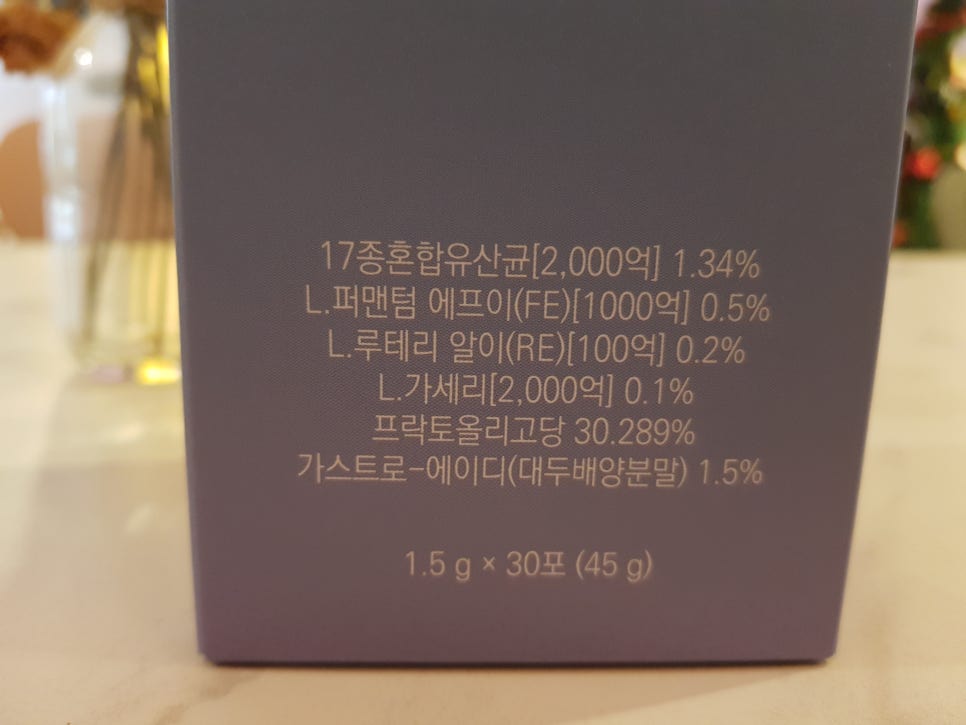 17종혼합유산균[2,000억] 1.34%
L.퍼맨텀 에프이(FE)[1000억] 0.5%
L.루테리 알이(RE)[100억] 0.2%
L.가세리[2,000억] 0.1%
프락토올리고당 30.289%
가스트로-에이디(대두배양분말) 1.5%
1.5 g × 30포 (45 g)